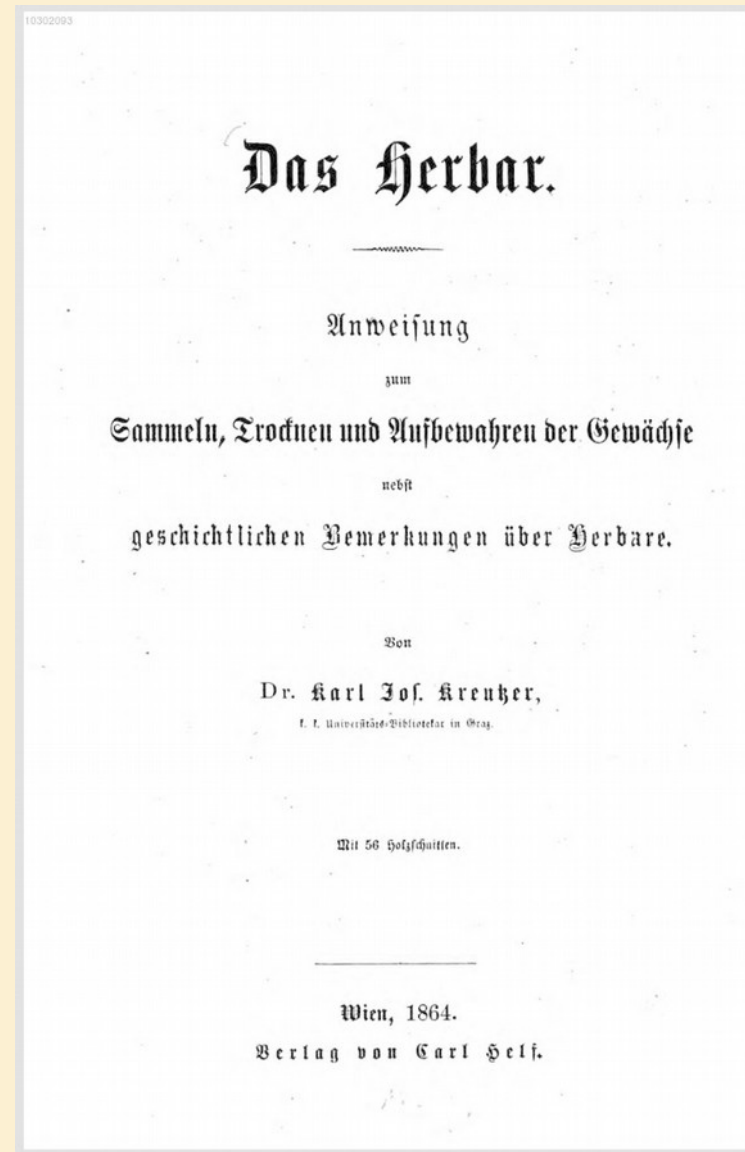 10302093
Das Herbar.
Anweisung
zum
Sammeln, Trocknen und Aufbewahren der Gewächse
nebst
geschichtlichen Bemerkungen über Herbare.
Von
Dr. Karl Jos. Kreutzer,
k. k. Universitäts-Bibliotekar in Graz.
Mit 56 Holzschnitten.
Wien, 1864.
Verlag von Carl Helf.